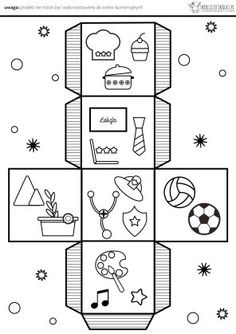 uwaga: projekt nie może być wykorzystywany do celów komercyjnych
Lekcja